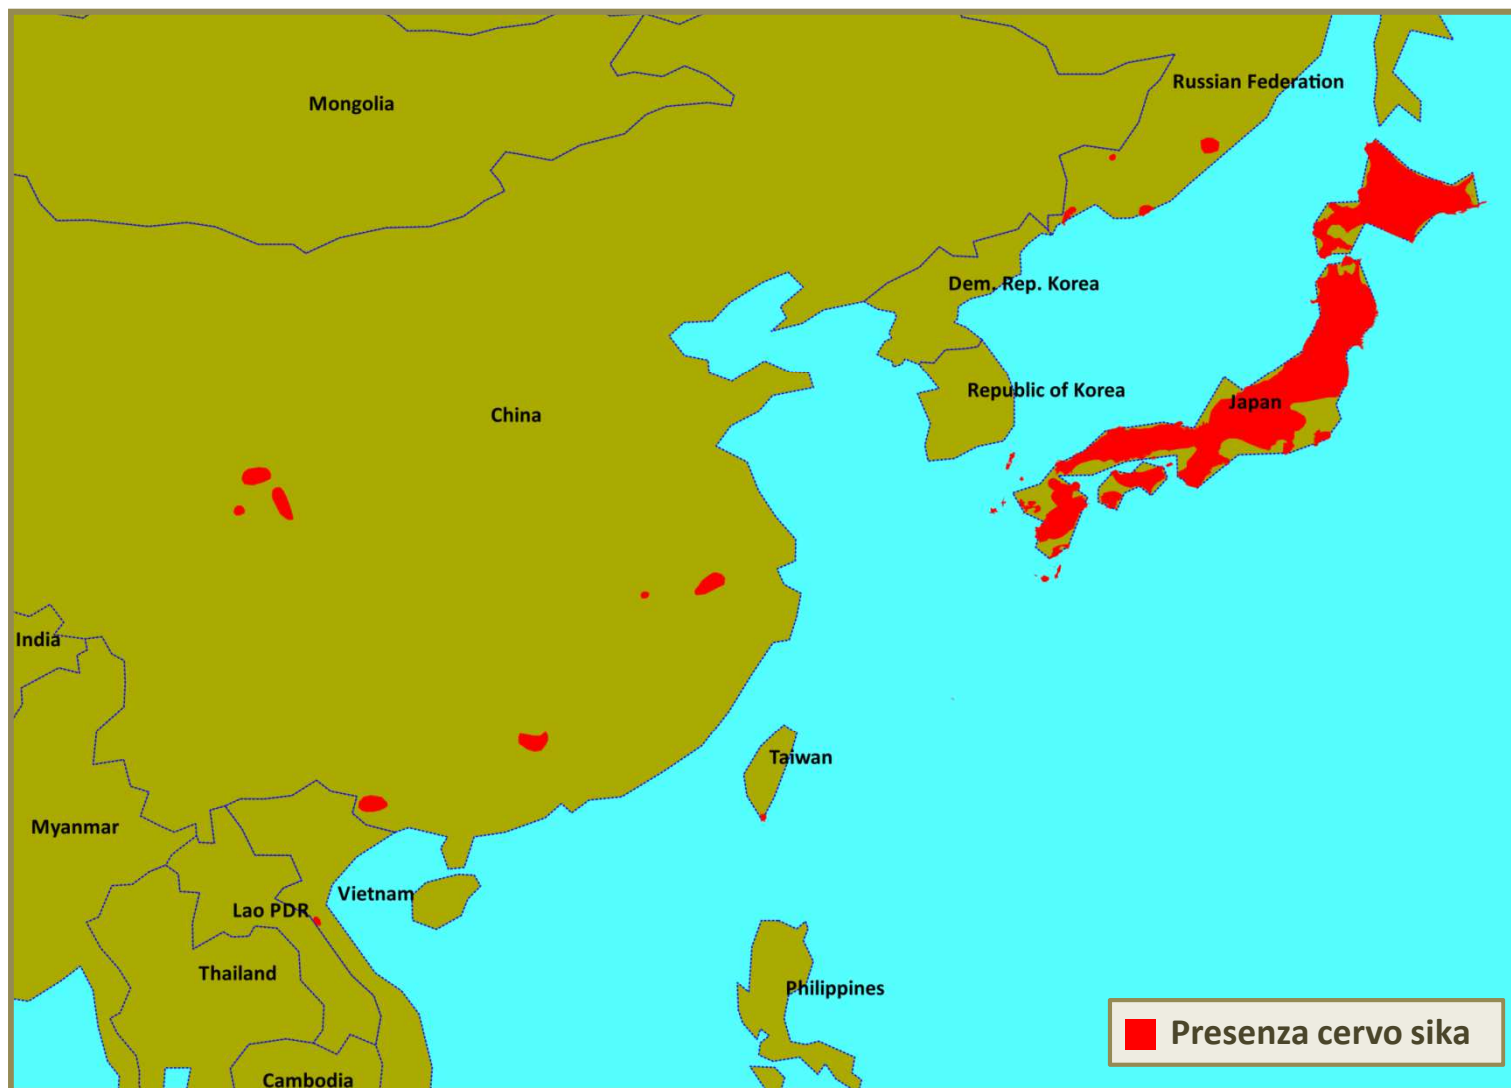 Mongolia
Russian Federation
Dem. Rep. Korea
Republic of Korea
Japan
China
India
Taiwan
Myanmar
Vietnam
Lao PDR
Thailand
Philippines
Cambodia
Presenza cervo sika